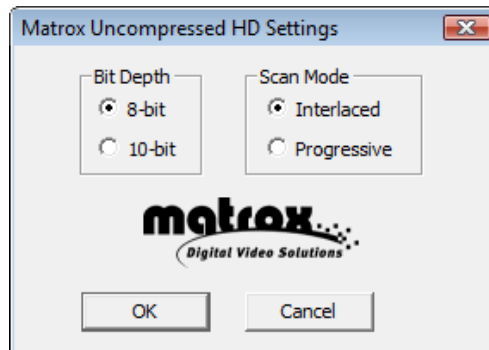 Matrox Uncompressed HD Settings
Bit Depth
8-bit
10-bit
Scan Mode
Interlaced
Progressive
matrox
Digital Video Solutions
OK
Cancel